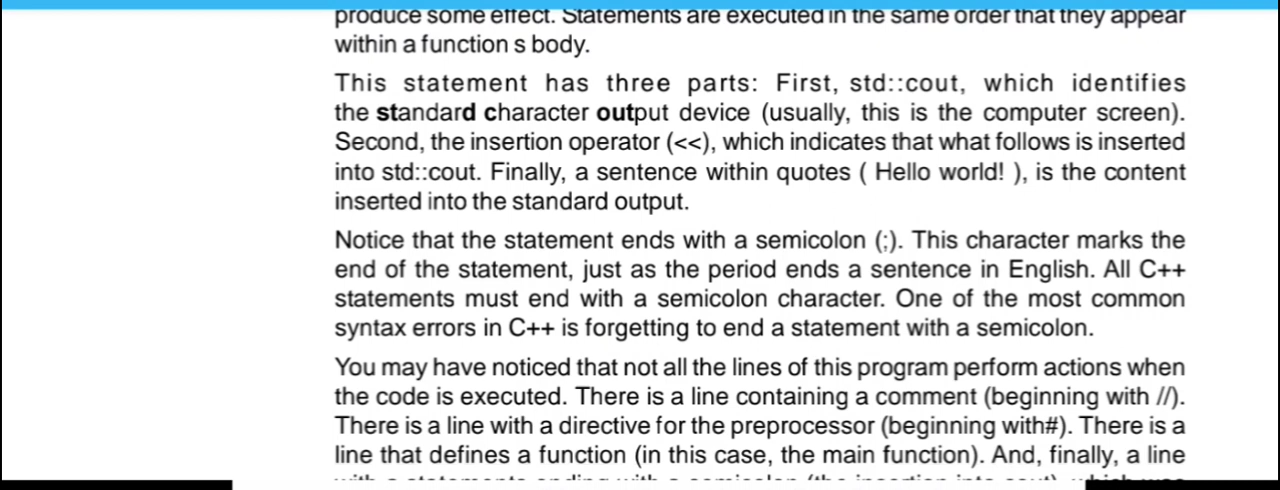 produce some effect. Statements are executed in the same order that they appear
within a function s body.
This statement has three parts: First, std::cout, which identifies
the standard character output device (usually, this is the computer screen).
Second, the insertion operator (<<), which indicates that what follows is inserted
into std::cout. Finally, a sentence within quotes ( Hello world! ), is the content
inserted into the standard output.
Notice that the statement ends with a semicolon (;). This character marks the
end of the statement, just as the period ends a sentence in English. All C++
statements must end with a semicolon character. One of the most common
syntax errors in C++ is forgetting to end a statement with a semicolon.
You may have noticed that not all the lines of this program perform actions when
the code is executed. There is a line containing a comment (beginning with //).
There is a line with a directive for the preprocessor (beginning with#). There is a
line that defines a function (in this case, the main function). And, finally, a line